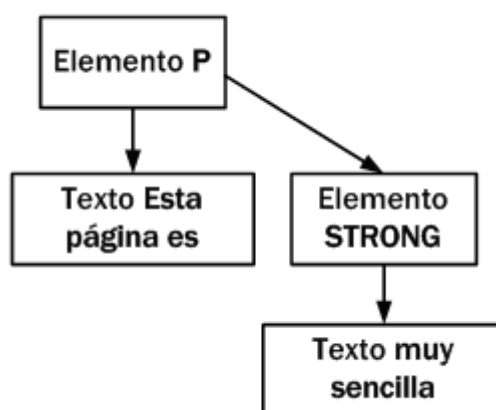 Elemento P
Texto Esta
página es
Elemento
STRONG
Texto muy
sencilla